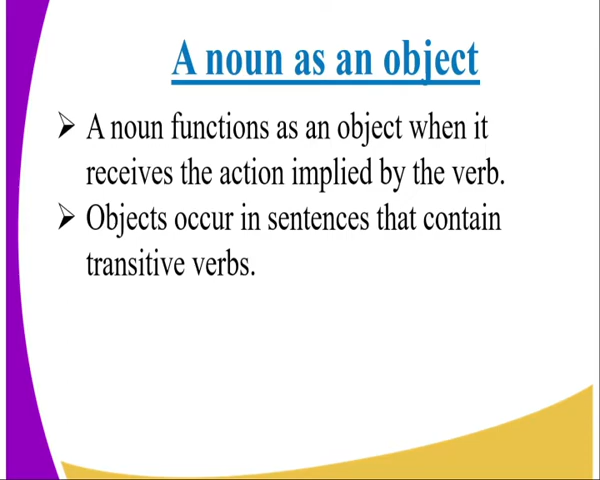 A noun as an object
➢ A noun functions as an object when it
receives the action implied by the verb.
➢ Objects occur in sentences that contain
transitive verbs.